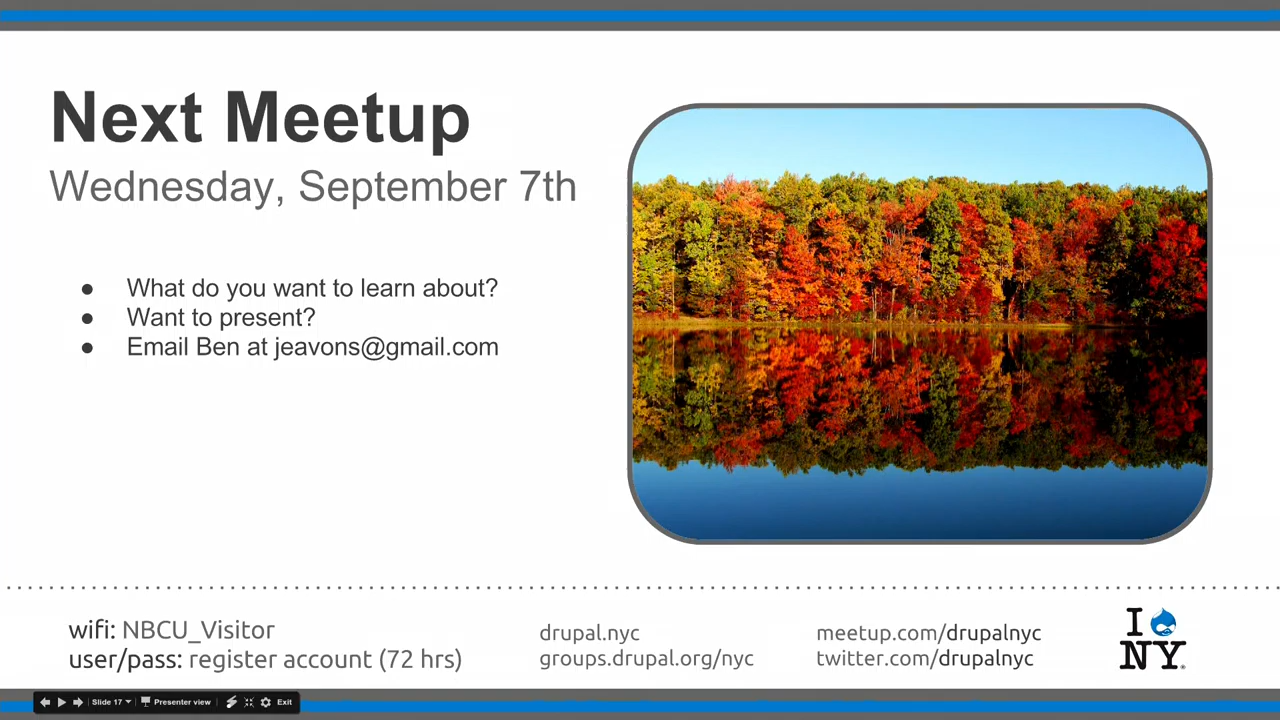 Next Meetup
Wednesday, September 7th
● What do you want to learn about?
● Want to present?
● Email Ben at jeavons@gmail.com
wifi: NBCU_Visitor
user/pass: register account (72 hrs)
drupal.nyc
groups.drupal.org/nyc
meetup.com/drupalnyc
twitter.com/drupalnyc
I
NY®
Slide 17
Presenter view
Exit